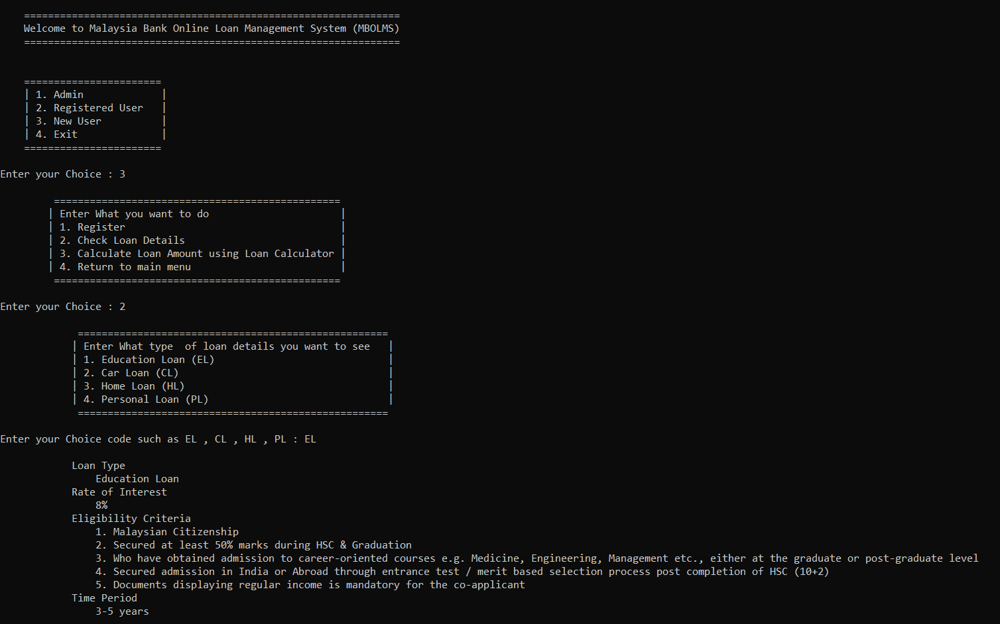 ===============================================================
Welcome to Malaysia Bank Online Loan Management System (MBOLMS)
===============================================================
=======================
| 1. Admin             |
| 2. Registered User   |
| 3. New User          |
| 4. Exit              |
=======================
Enter your Choice : 3
================================================
| Enter What you want to do                      |
| 1. Register                                    |
| 2. Check Loan Details                          |
| 3. Calculate Loan Amount using Loan Calculator |
| 4. Return to main menu                         |
================================================
Enter your Choice : 2
====================================================
| Enter What type  of loan details you want to see   |
| 1. Education Loan (EL)                             |
| 2. Car Loan (CL)                                   |
| 3. Home Loan (HL)                                  |
| 4. Personal Loan (PL)                              |
====================================================
Enter your Choice code such as EL , CL , HL , PL : EL
Loan Type
Education Loan
Rate of Interest
8%
Eligibility Criteria
1. Malaysian Citizenship
2. Secured at least 50% marks during HSC & Graduation
3. Who have obtained admission to career-oriented courses e.g. Medicine, Engineering, Management etc., either at the graduate or post-graduate level
4. Secured admission in India or Abroad through entrance test / merit based selection process post completion of HSC (10+2)
5. Documents displaying regular income is mandatory for the co-applicant
Time Period
3-5 years